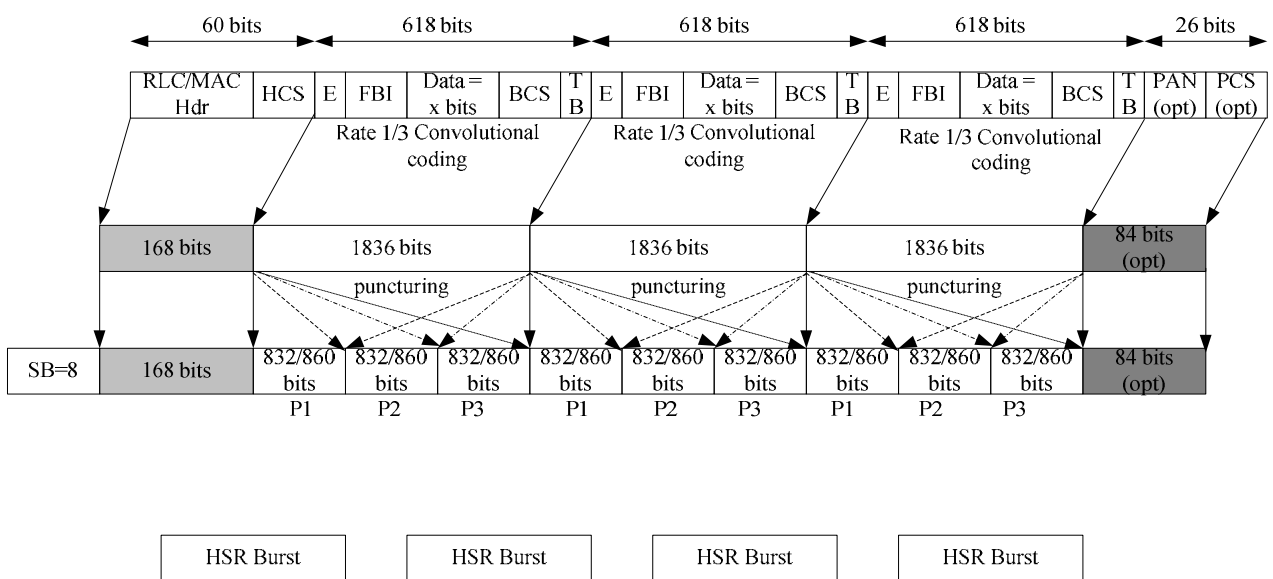 60 bits 618 bits 618 bits 618 bits 26 bits
RLC/MAC Hdr HCS E FBI Data = x bits BCS T B E FBI Data = x bits BCS T B E FBI Data = x bits BCS T B PAN (opt) PCS (opt)
Rate 1/3 Convolutional coding Rate 1/3 Convolutional coding Rate 1/3 Convolutional coding
168 bits 1836 bits 1836 bits 1836 bits 84 bits (opt)
puncturing puncturing puncturing
SB=8 168 bits 832/860 bits 832/860 bits 832/860 bits 832/860 bits 832/860 bits 832/860 bits 832/860 bits 832/860 bits 832/860 bits 84 bits (opt)
P1 P2 P3 P1 P2 P3 P1 P2 P3
HSR Burst HSR Burst HSR Burst HSR Burst